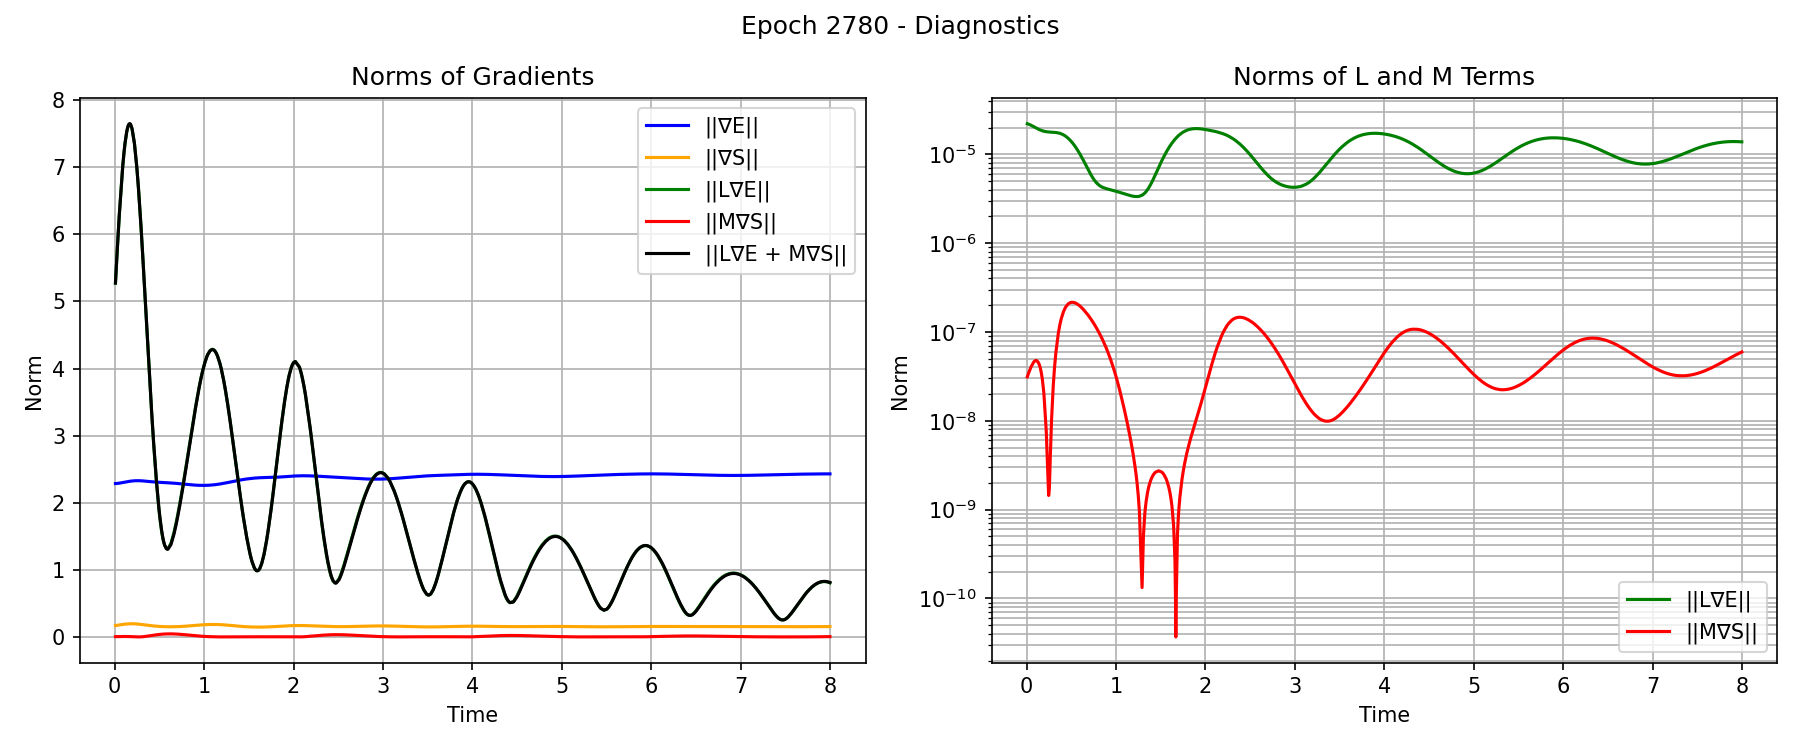 Epoch 2780 - Diagnostics
Norms of Gradients
Norm
8
7
6
5
4
3
2
1
0
||∇E||
||∇S||
||L∇E||
||M∇S||
||L∇E + M∇S||
0 1 2 3 4 5 6 7 8
Time
Norms of L and M Terms
Norm
10⁻⁵
10⁻⁶
10⁻⁷
10⁻⁸
10⁻⁹
10⁻¹⁰
||L∇E||
||M∇S||
0 1 2 3 4 5 6 7 8
Time